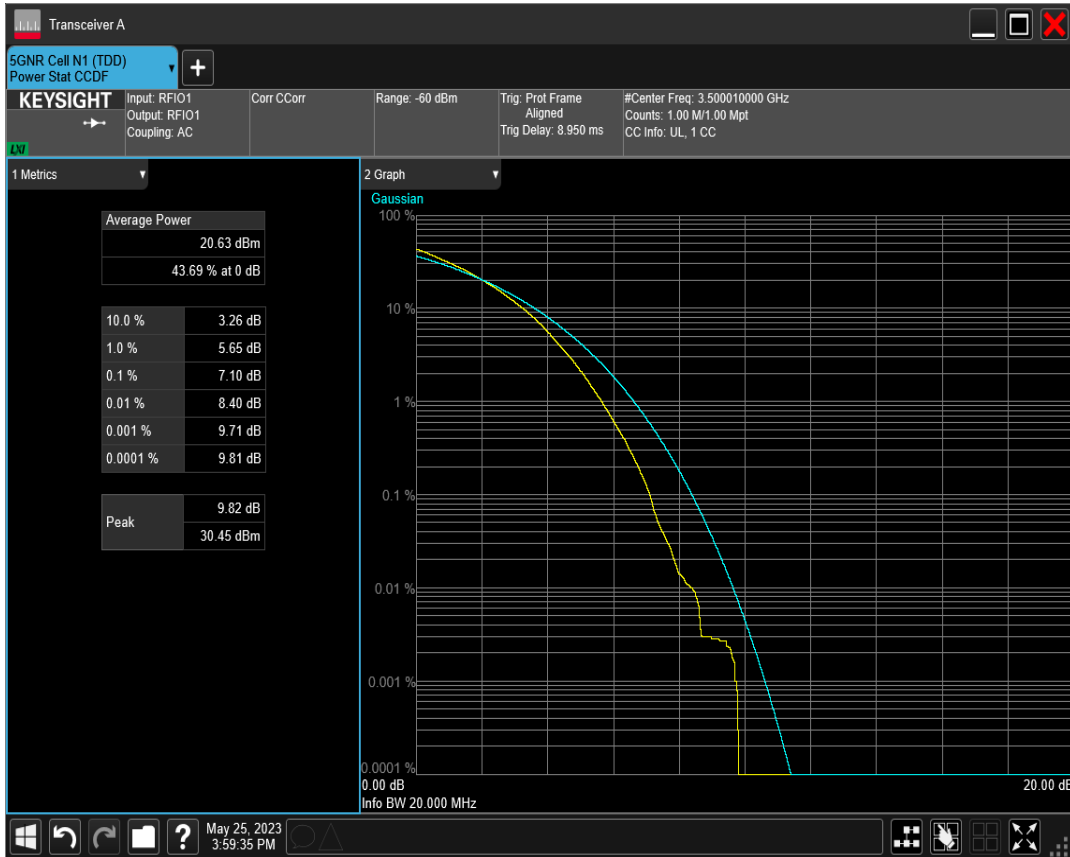 Transceiver A
5GNR Cell N1 (TDD)
Power Stat CCDF
+
KEYSIGHT
LXI
Input: RFIO1
Output: RFIO1
Coupling: AC
Corr CCorr
Range: -60 dBm
Trig: Prot Frame
Aligned
Trig Delay: 8.950 ms
#Center Freq: 3.500010000 GHz
Counts: 1.00 M/1.00 Mpt
CC Info: UL, 1 CC
1 Metrics
Average Power
20.63 dBm
43.69 % at 0 dB
10.0 % 3.26 dB
1.0 % 5.65 dB
0.1 % 7.10 dB
0.01 % 8.40 dB
0.001 % 9.71 dB
0.0001 % 9.81 dB
Peak 9.82 dB
30.45 dBm
2 Graph
Gaussian
100 %
10 %
1 %
0.1 %
0.01 %
0.001 %
0.0001 %
0.00 dB 20.00 dB
Info BW 20.000 MHz
? May 25, 2023
3:59:35 PM